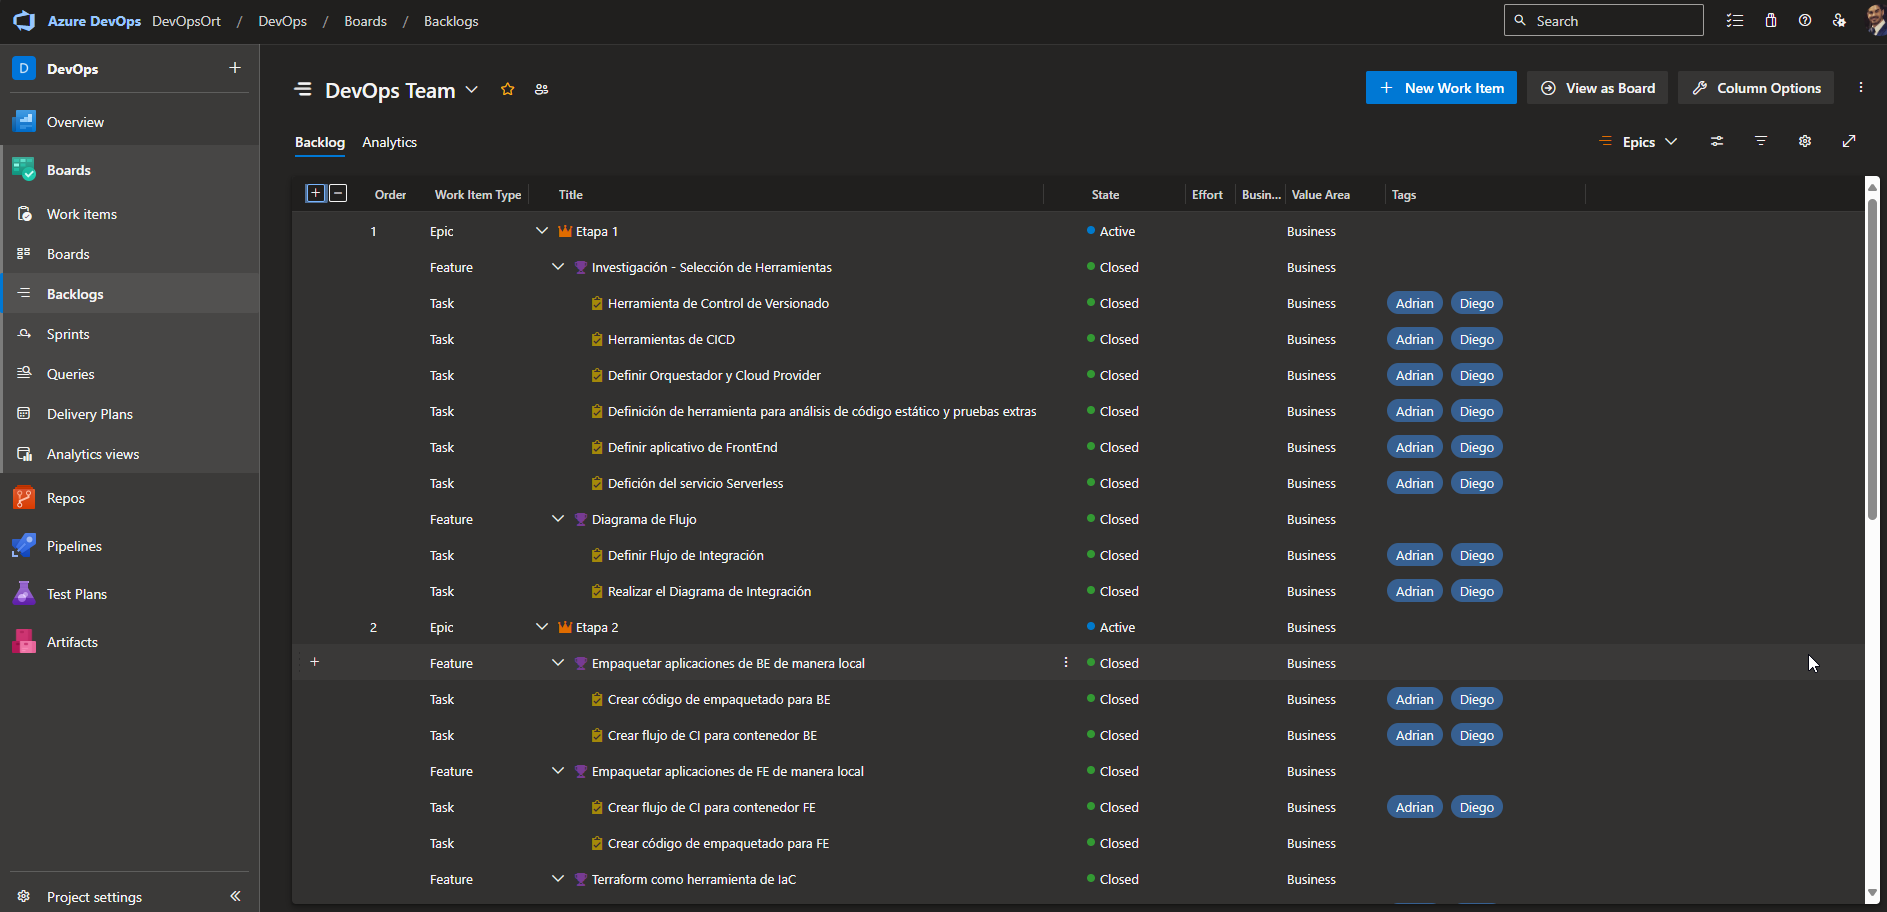 Azure DevOps DevOpsOrt / DevOps / Boards / Backlogs Search
D DevOps +
DevOps Team
+ New Work Item View as Board Column Options
Overview
Backlog Analytics Epics
Boards
Work items
Boards
Backlogs
Sprints
Queries
Delivery Plans
Analytics views
Repos
Pipelines
Test Plans
Artifacts
Project settings
Order Work Item Type Title State Effort Busin... Value Area Tags
1 Epic Etapa 1 Active Business
Feature Investigación - Selección de Herramientas Closed Business
Task Herramienta de Control de Versionado Closed Business Adrian Diego
Task Herramientas de CICD Closed Business Adrian Diego
Task Definir Orquestador y Cloud Provider Closed Business Adrian Diego
Task Definición de herramienta para análisis de código estático y pruebas extras Closed Business Adrian Diego
Task Definir aplicativo de FrontEnd Closed Business Adrian Diego
Task Defición del servicio Serverless Closed Business Adrian Diego
Feature Diagrama de Flujo Closed Business
Task Definir Flujo de Integración Closed Business Adrian Diego
Task Realizar el Diagrama de Integración Closed Business Adrian Diego
2 Epic Etapa 2 Active Business
+ Feature Empaquetar aplicaciones de BE de manera local Closed Business
Task Crear código de empaquetado para BE Closed Business Adrian Diego
Task Crear flujo de CI para contenedor BE Closed Business Adrian Diego
Feature Empaquetar aplicaciones de FE de manera local Closed Business
Task Crear flujo de CI para contenedor FE Closed Business Adrian Diego
Task Crear código de empaquetado para FE Closed Business
Feature Terraform como herramienta de IaC Closed Business